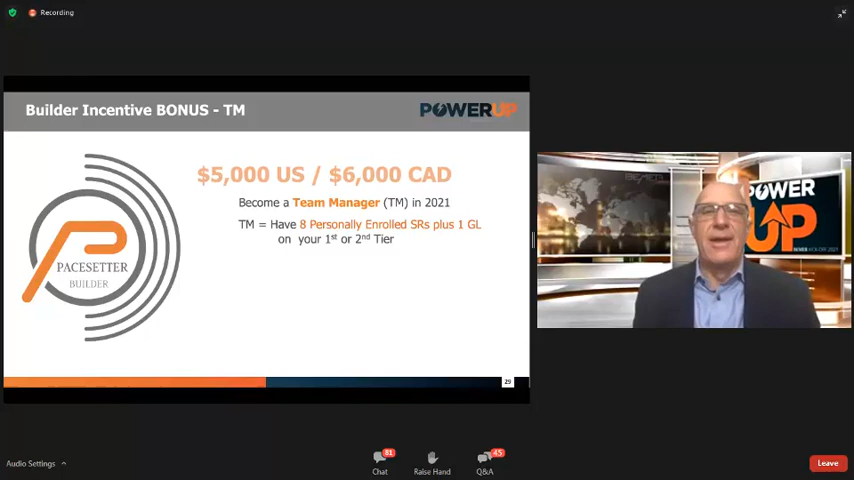 Recording
Builder Incentive BONUS - TM
POWERUP
$5,000 US / $6,000 CAD
Become a Team Manager (TM) in 2021
TM = Have 8 Personally Enrolled SRs plus 1 GL
on your 1st or 2nd Tier
PACESETTER
BUILDER
29
POWER
UP
Audio Settings
81
Chat
Raise Hand
45
Q&A
Leave